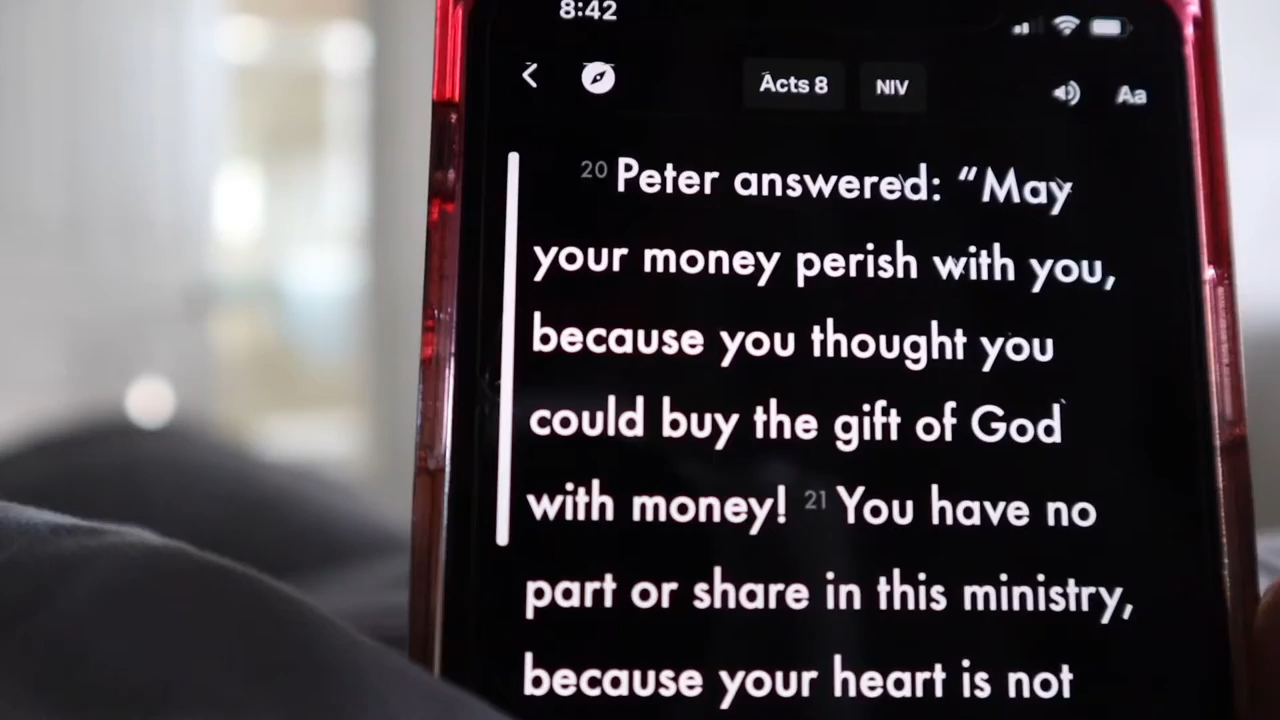 8:42
Acts 8 NIV Aa
20 Peter answered: “May
your money perish with you,
because you thought you
could buy the gift of God
with money! 21 You have no
part or share in this ministry,
because your heart is not